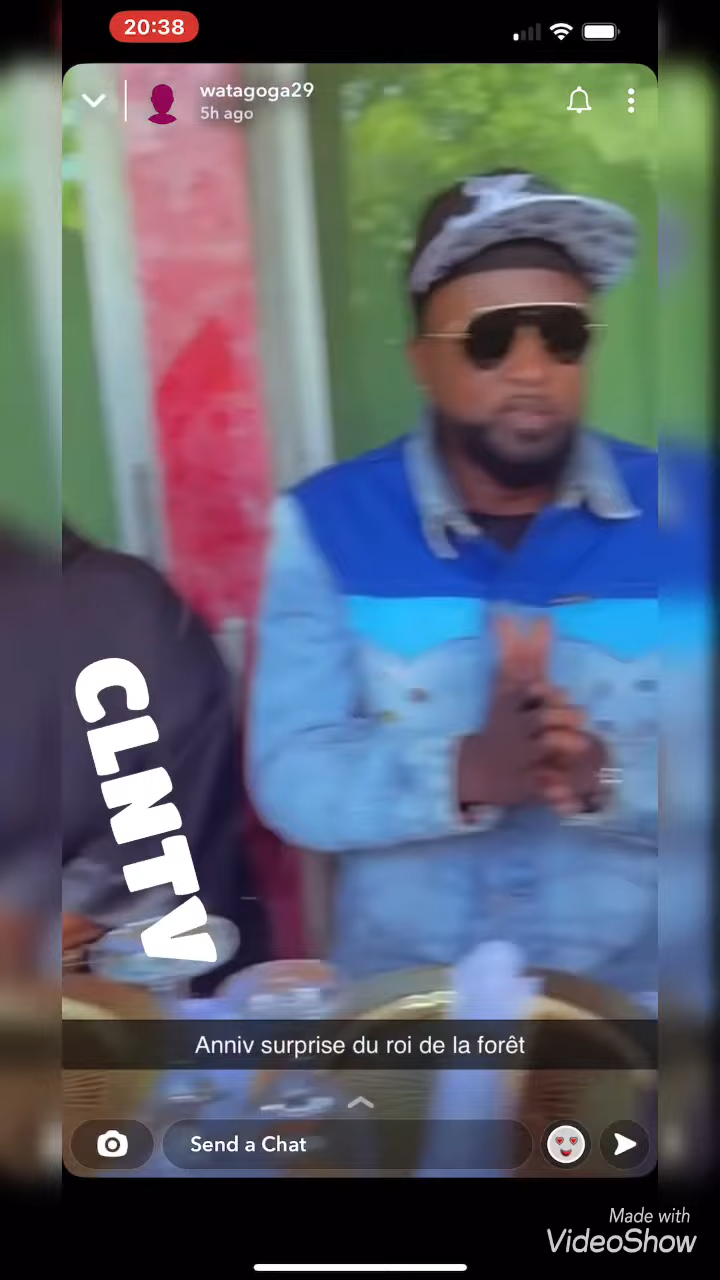 20:38
watagoga29
5h ago
CLNTV
Anniv surprise du roi de la forêt
Send a Chat
Made with
VideoShow